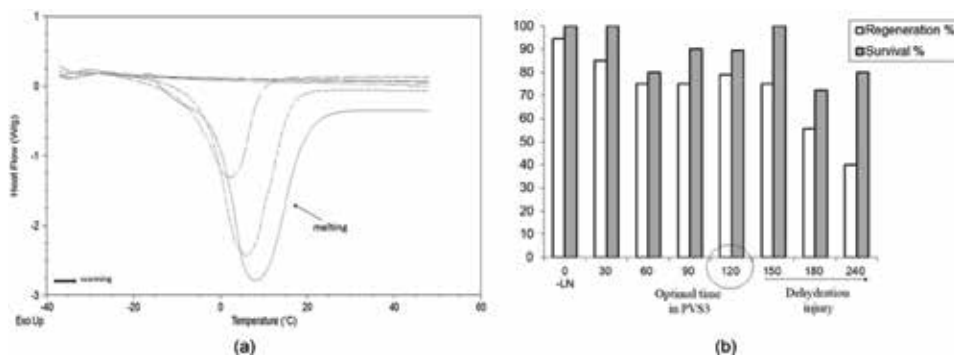 1
0
-1
-2
-3
Heat Flow (W/g)
melting
warming
-40
-20
0
20
40
60
Exo Up
Temperature (°C)
(a)
100
90
80
70
60
50
40
30
20
10
0
Regeneration %
Survival %
0 30 60 90 120 150 180 240
-LN
Optimal time
in PVS3
Dehydration
injury
(b)